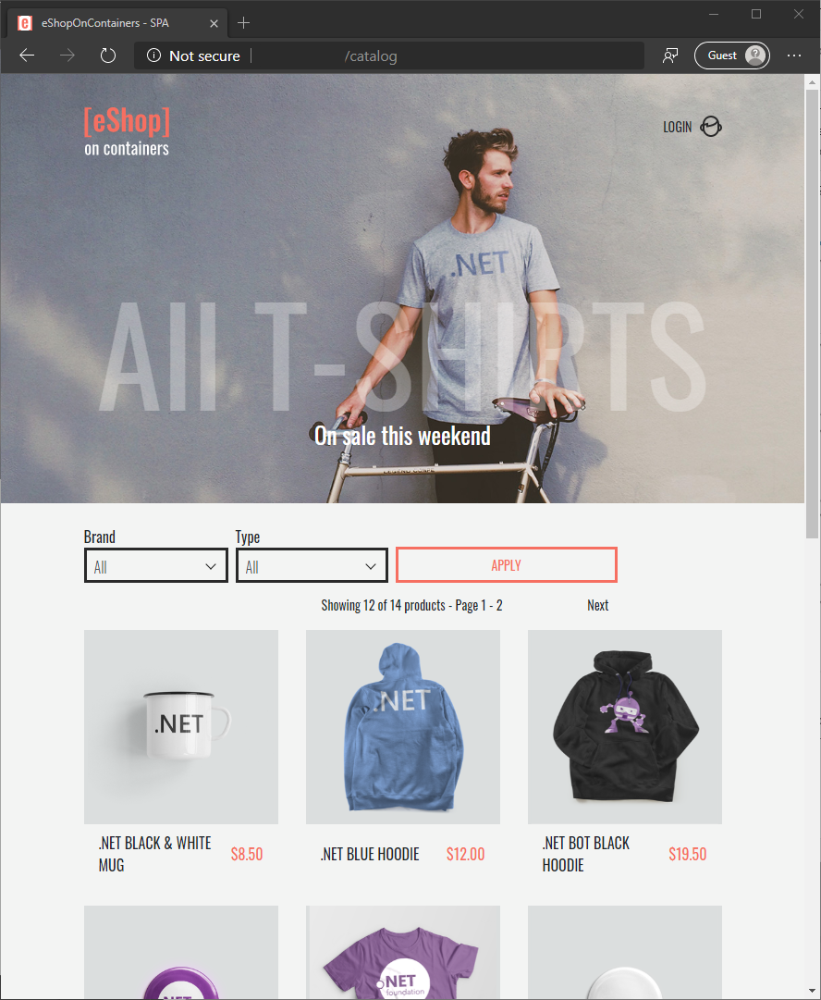 eShopOnContainers - SPA
Not secure
/catalog
Guest
[eShop]
on containers
LOGIN
.NET
All T-SHIRTS
On sale this weekend
Brand
Type
All
All
APPLY
Showing 12 of 14 products - Page 1 - 2
Next
.NET
.NET
.NET BLACK & WHITE
MUG
$8.50
.NET BLUE HOODIE
$12.00
.NET BOT BLACK
HOODIE
$19.50
.NET
.NET
foundation